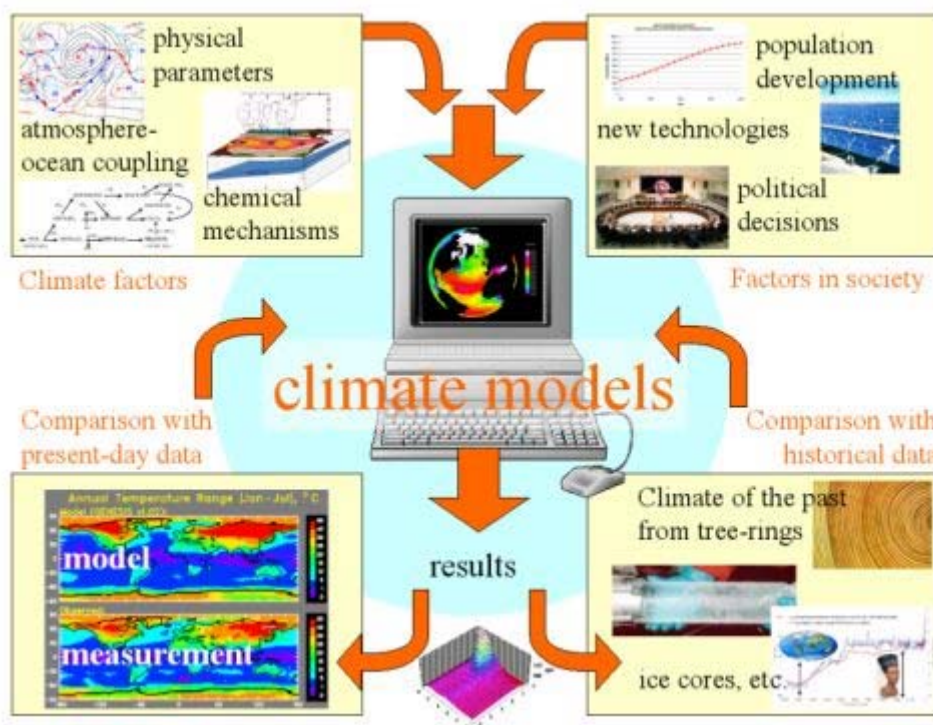 physical
parameters
atmosphere-
ocean coupling
chemical
mechanisms
Climate factors
population
development
new technologies
political
decisions
Factors in society
climate models
Comparison with
present-day data
Comparison with
historical data
Annual Temperature Range (Jan - Jul), °C
model
measurement
results
Climate of the past
from tree-rings
ice cores, etc.